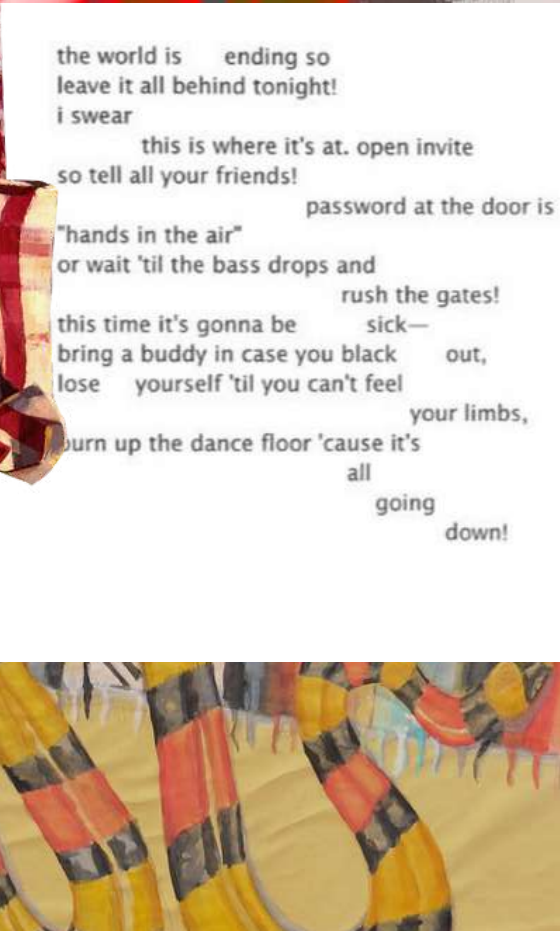 the world is ending so
leave it all behind tonight!
i swear
this is where it's at. open invite
so tell all your friends!
password at the door is
"hands in the air"
or wait 'til the bass drops and
rush the gates!
this time it's gonna be sick—
bring a buddy in case you black out,
lose yourself 'til you can't feel
your limbs,
burn up the dance floor 'cause it's
all
going
down!